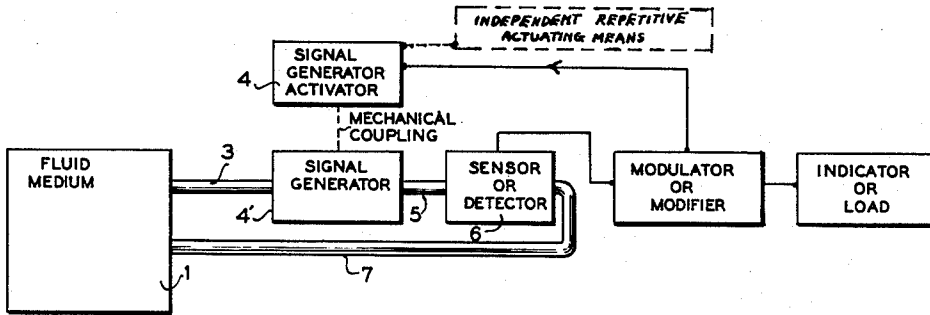 INDEPENDENT REPETITIVE
ACTUATING MEANS
SIGNAL
GENERATOR
ACTIVATOR
4
MECHANICAL
COUPLING
FLUID
MEDIUM
3
SIGNAL
GENERATOR
4'
5
SENSOR
OR
DETECTOR
6
MODULATOR
OR
MODIFIER
INDICATOR
OR
LOAD
7
1